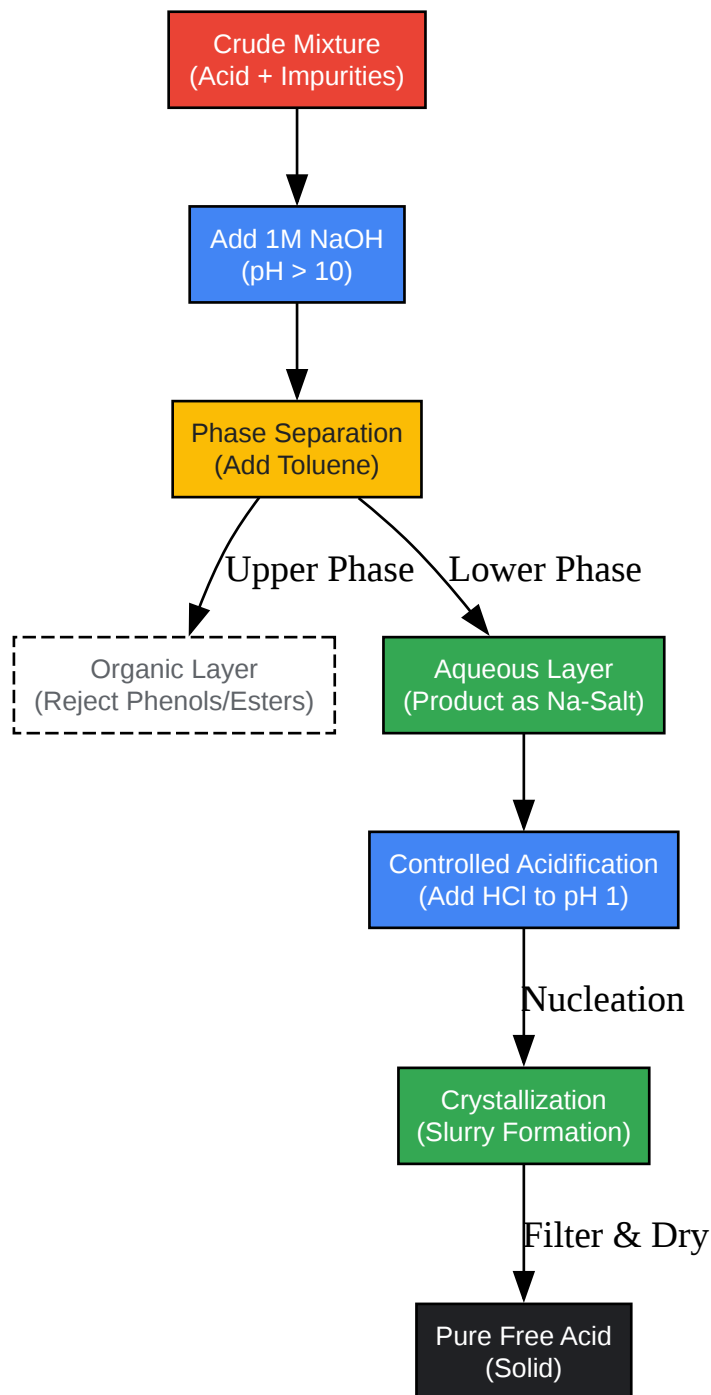 Crude Mixture
(Acid + Impurities)
Add 1M NaOH
(pH > 10)
Phase Separation
(Add Toluene)
Upper Phase
Lower Phase
Organic Layer
(Reject Phenols/Esters)
Aqueous Layer
(Product as Na-Salt)
Controlled Acidification
(Add HCl to pH 1)
Nucleation
Crystallization
(Slurry Formation)
Filter & Dry
Pure Free Acid
(Solid)